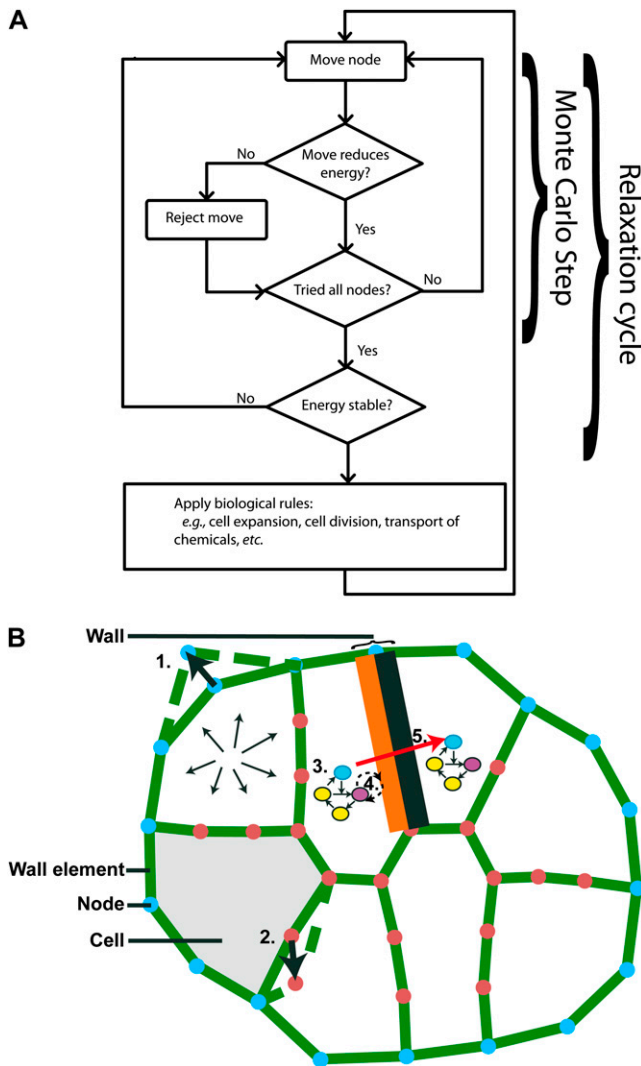 A
Move node
No
Move reduces
energy?
Reject move
Yes
Tried all nodes?
No
Yes
No
Energy stable?
Apply biological rules:
e.g., cell expansion, cell division, transport of
chemicals, etc.
Monte Carlo Step
Relaxation cycle
B
Wall
1.
5.
3.
4.
Wall element
Node
Cell
2.